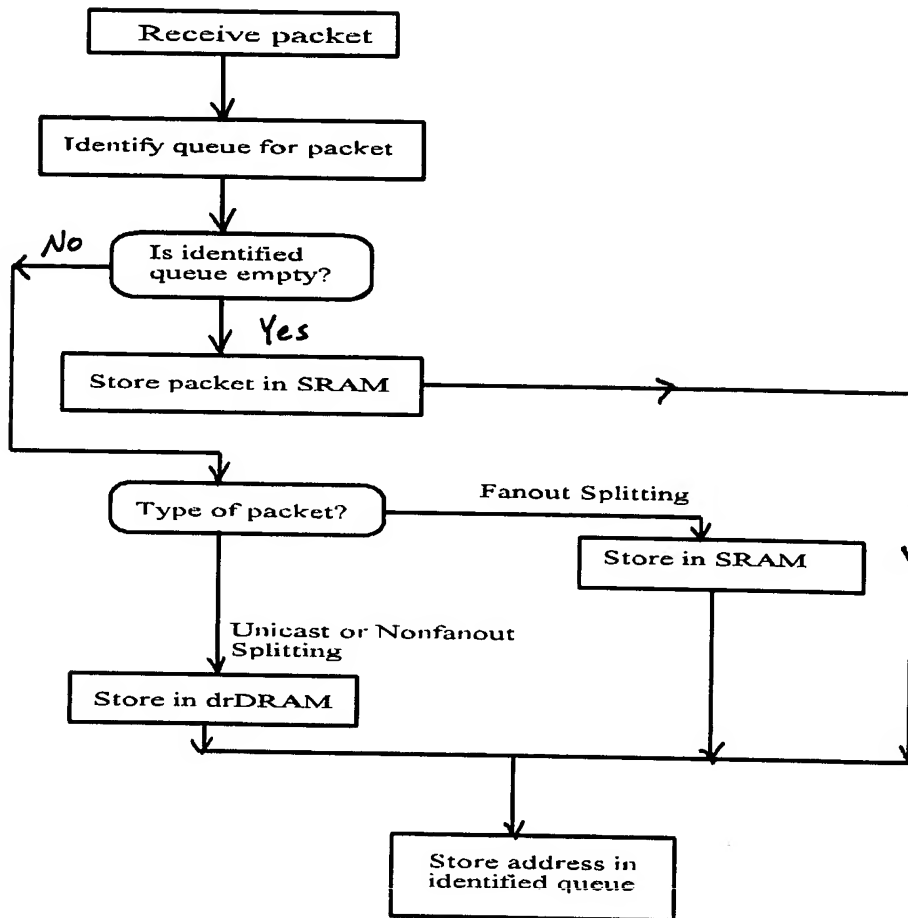 Receive packet
Identify queue for packet
No
Is identified
queue empty?
Yes
Store packet in SRAM
Fanout Splitting
Type of packet?
Store in SRAM
Unicast or Nonfanout
Splitting
Store in drDRAM
Store address in
identified queue